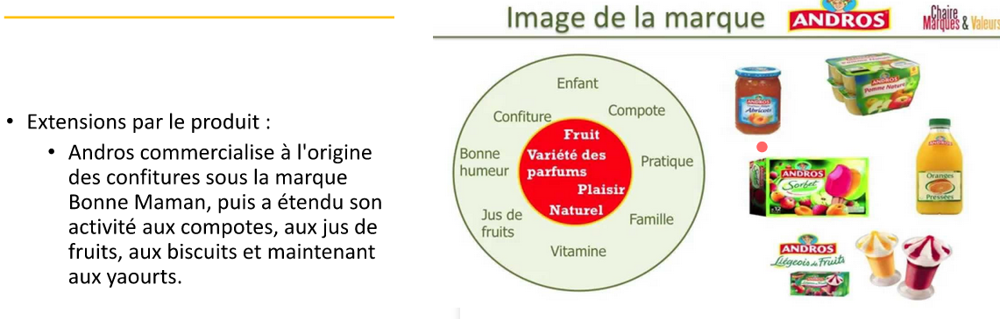 • Extensions par le produit :
• Andros commercialise à l'origine
des confitures sous la marque
Bonne Maman, puis a étendu son
activité aux compotes, aux jus de
fruits, aux biscuits et maintenant
aux yaourts.
Image de la marque
ANDROS
Chaire
Marques & Valeurs
Enfant
Confiture
Compote
Bonne
humeur
Pratique
Jus de
fruits
Famille
Vitamine
Fruit
Variété des
parfums
Plaisir
Naturel
ANDROS
Abricots
ANDROS
Pomme Nature
ANDROS
Sorbet
ANDROS
Oranges
Pressées
ANDROS
Liégeois de Fruits